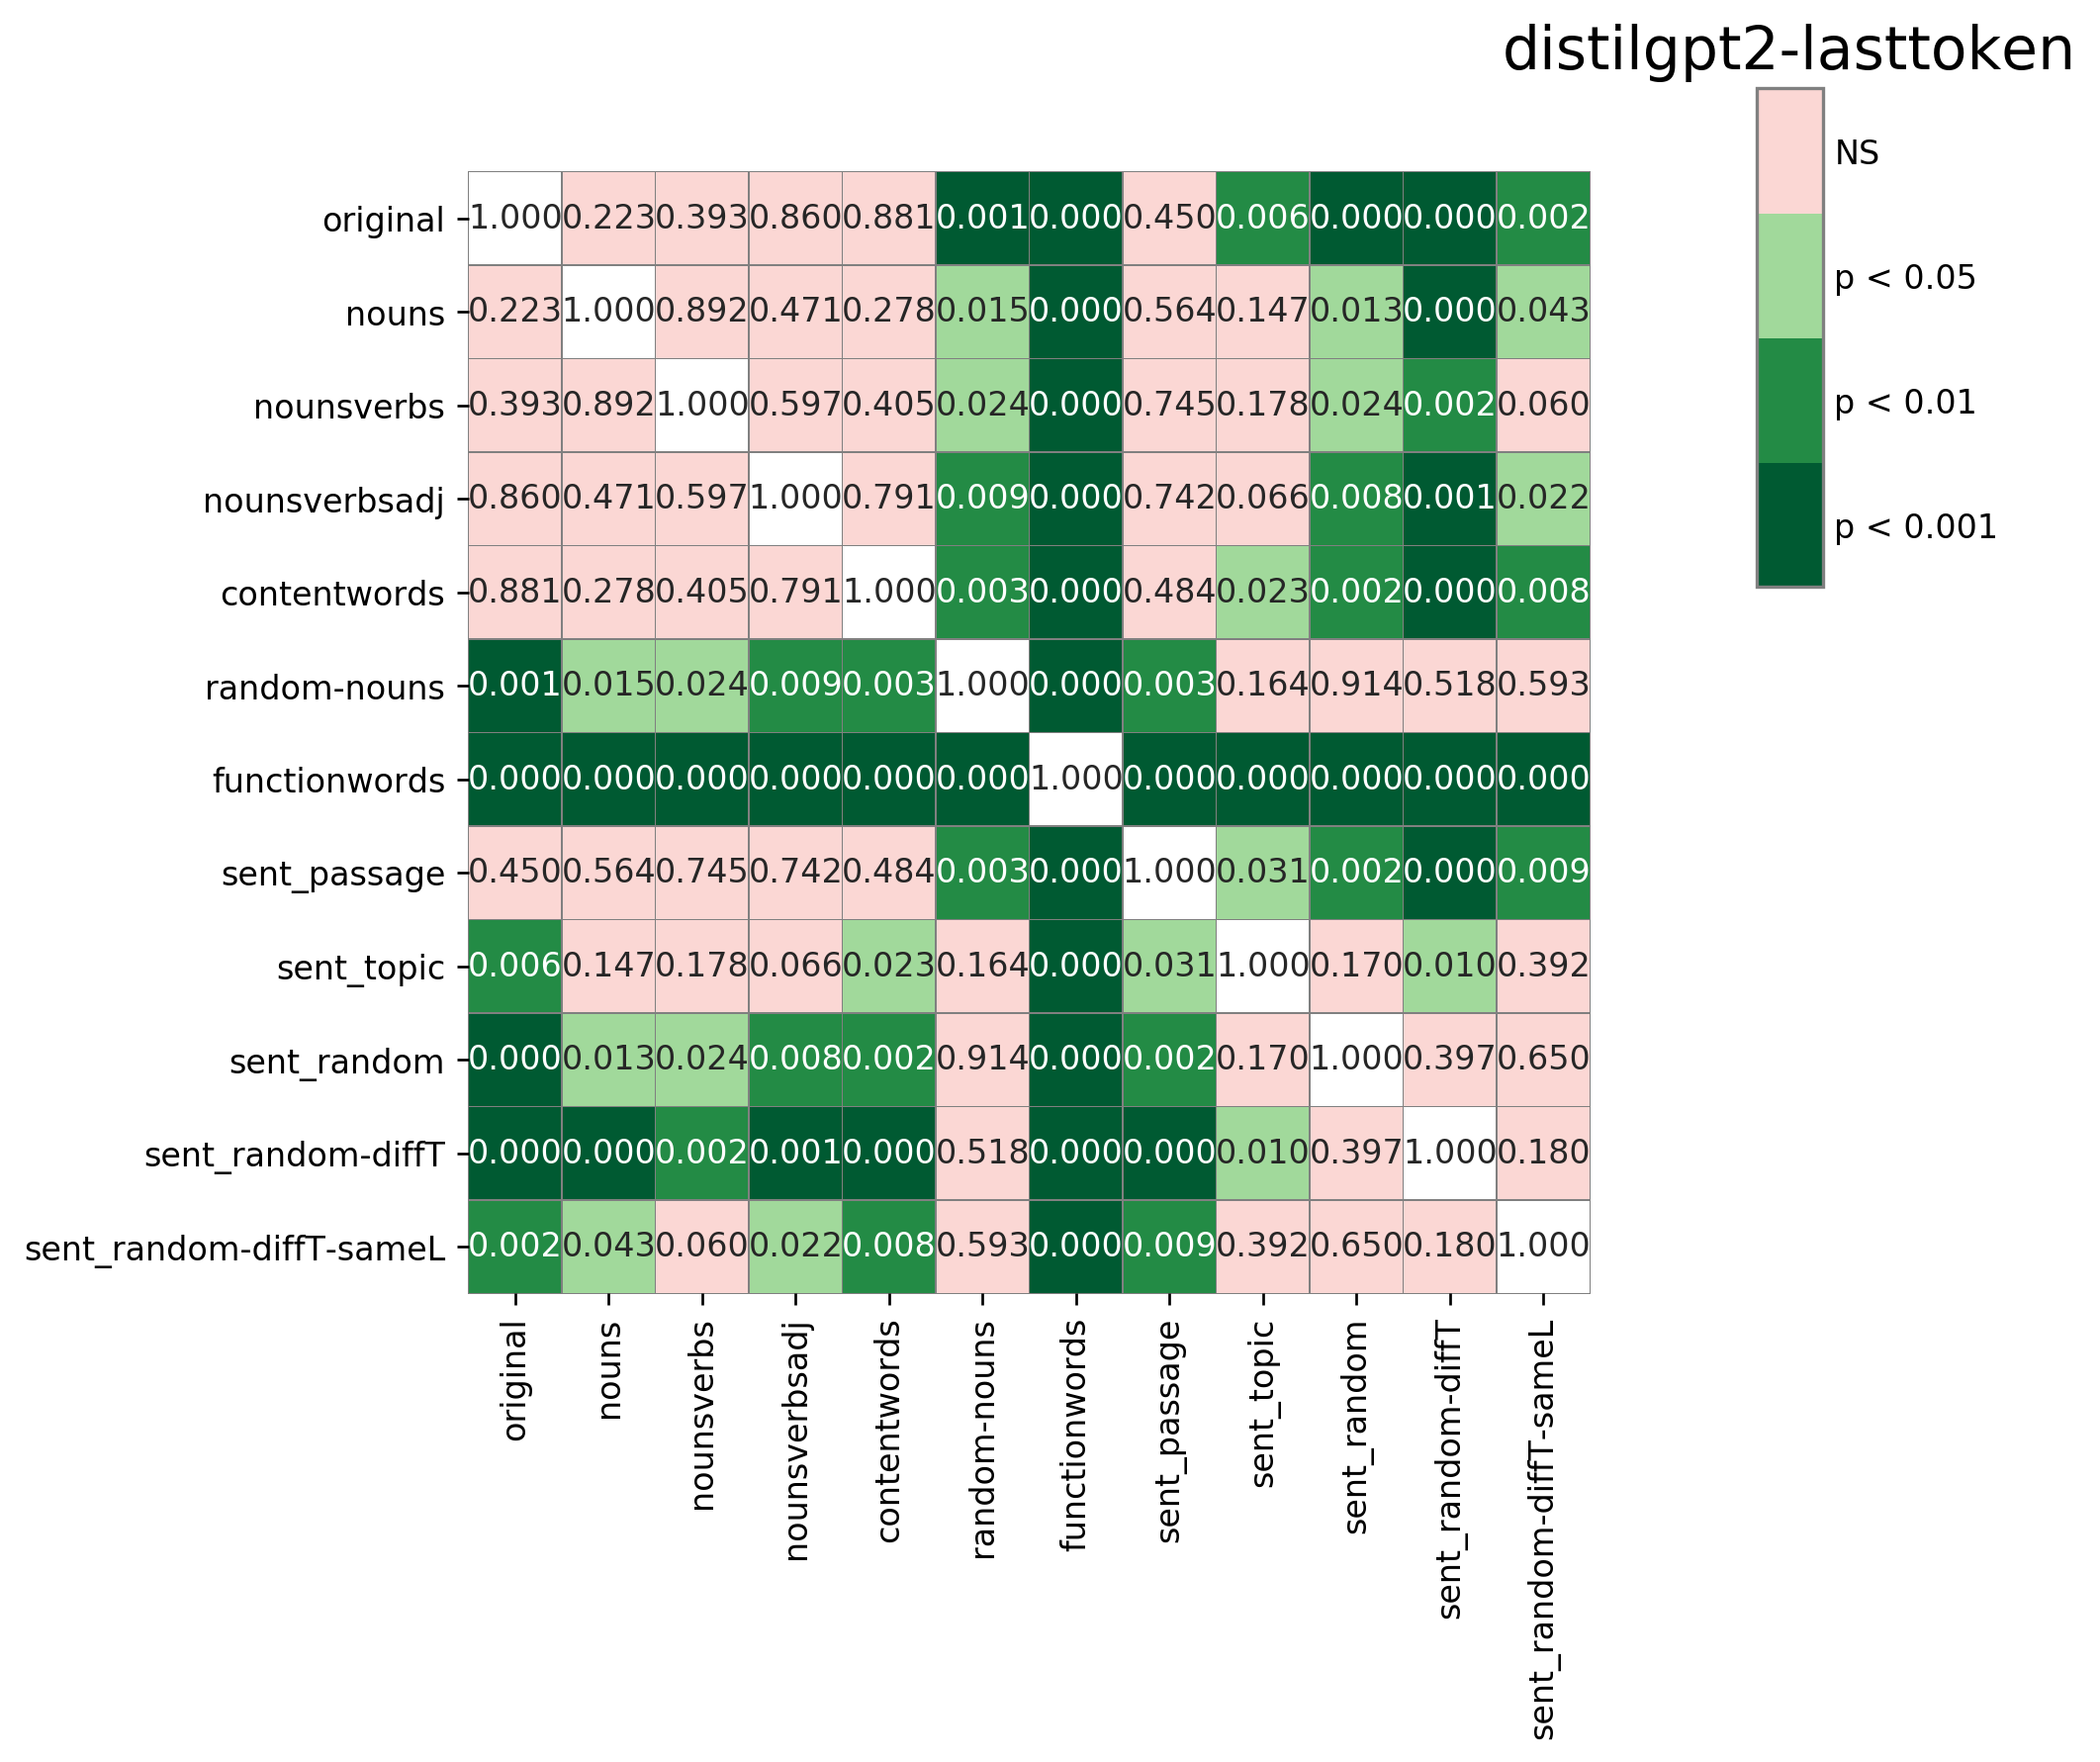 distilgpt2-lasttoken
NS
p < 0.05
p < 0.01
p < 0.001
original 1.000 0.223 0.393 0.860 0.881 0.001 0.000 0.450 0.006 0.000 0.000 0.002
nouns 0.223 1.000 0.892 0.471 0.278 0.015 0.000 0.564 0.147 0.013 0.000 0.043
nounsverbs 0.393 0.892 1.000 0.597 0.405 0.024 0.000 0.745 0.178 0.024 0.002 0.060
nounsverbsadj 0.860 0.471 0.597 1.000 0.791 0.009 0.000 0.742 0.066 0.008 0.001 0.022
contentwords 0.881 0.278 0.405 0.791 1.000 0.003 0.000 0.484 0.023 0.002 0.000 0.008
random-nouns 0.001 0.015 0.024 0.009 0.003 1.000 0.000 0.003 0.164 0.914 0.518 0.593
functionwords 0.000 0.000 0.000 0.000 0.000 0.000 1.000 0.000 0.000 0.000 0.000 0.000
sent_passage 0.450 0.564 0.745 0.742 0.484 0.003 0.000 1.000 0.031 0.002 0.000 0.009
sent_topic 0.006 0.147 0.178 0.066 0.023 0.164 0.000 0.031 1.000 0.170 0.010 0.392
sent_random 0.000 0.013 0.024 0.008 0.002 0.914 0.000 0.002 0.170 1.000 0.397 0.650
sent_random-diffT 0.000 0.000 0.002 0.001 0.000 0.518 0.000 0.000 0.010 0.397 1.000 0.180
sent_random-diffT-sameL 0.002 0.043 0.060 0.022 0.008 0.593 0.000 0.009 0.392 0.650 0.180 1.000
original
nouns
nounsverbs
nounsverbsadj
contentwords
random-nouns
functionwords
sent_passage
sent_topic
sent_random
sent_random-diffT
sent_random-diffT-sameL